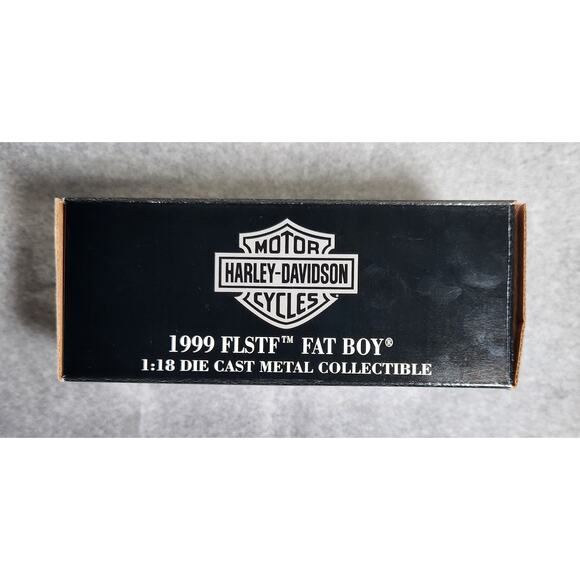 MOTOR
HARLEY-DAVIDSON
CYCLES
1999 FLSTF™ FAT BOY®
1:18 DIE CAST METAL COLLECTIBLE